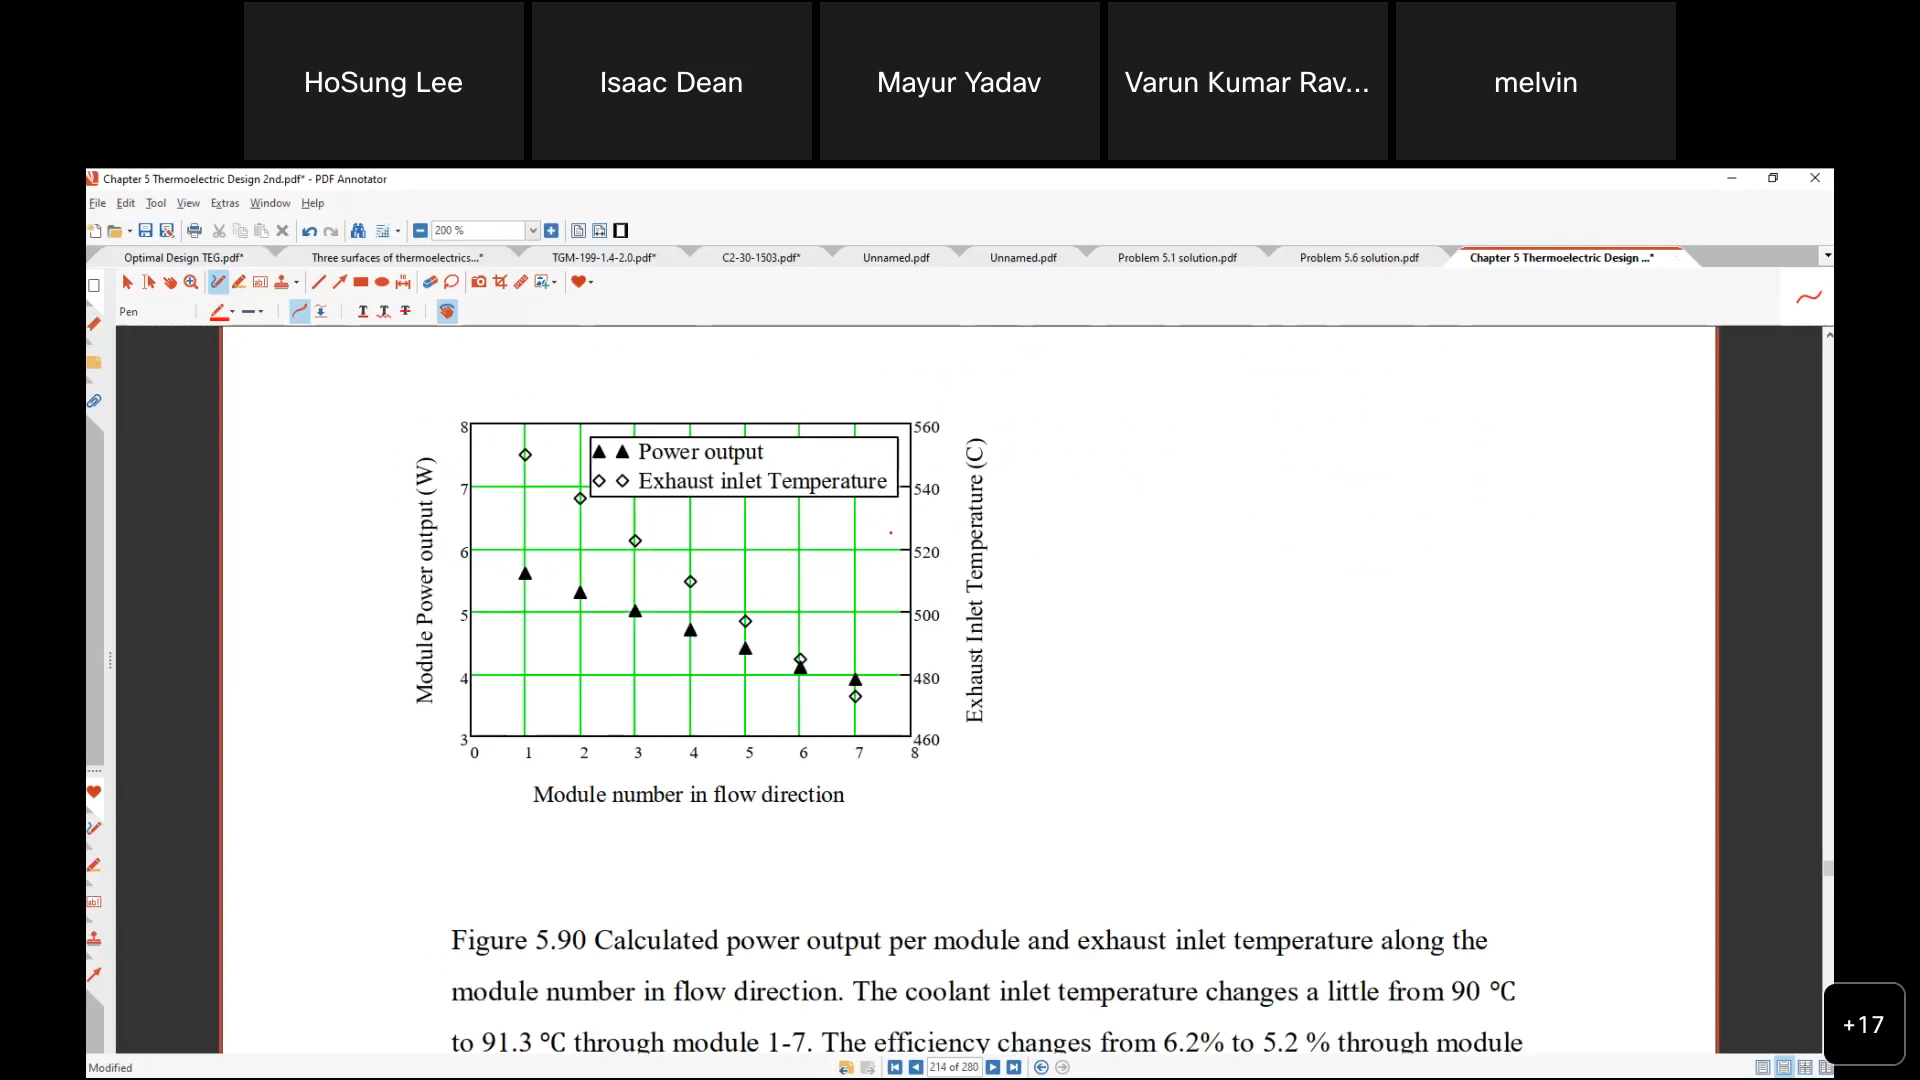 HoSung Lee
Isaac Dean
Mayur Yadav
Varun Kumar Rav...
melvin
Chapter 5 Thermoelectric Design 2nd.pdf* - PDF Annotator
File Edit Tool View Extras Window Help
200 %
Optimal Design TEG.pdf*
Three surfaces of thermoelectrics...*
TGM-199-1.4-2.0.pdf*
C2-30-1503.pdf*
Unnamed.pdf
Unnamed.pdf
Problem 5.1 solution.pdf
Problem 5.6 solution.pdf
Chapter 5 Thermoelectric Design ...*
Pen
Module Power output (W)
8
7
6
5
4
3
Power output
Exhaust inlet Temperature
560
540
520
500
480
460
Exhaust Inlet Temperature (C)
0 1 2 3 4 5 6 7 8
Module number in flow direction
Figure 5.90 Calculated power output per module and exhaust inlet temperature along the
module number in flow direction. The coolant inlet temperature changes a little from 90 °C
to 91.3 °C through module 1-7. The efficiency changes from 6.2% to 5.2 % through module
+17
Modified
214 of 280